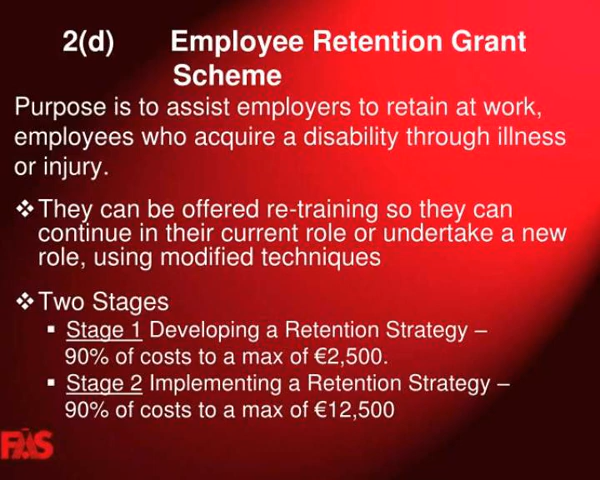 2(d) Employee Retention Grant
Scheme
Purpose is to assist employers to retain at work,
employees who acquire a disability through illness
or injury.
❖They can be offered re-training so they can
continue in their current role or undertake a new
role, using modified techniques
❖Two Stages
▪ Stage 1 Developing a Retention Strategy –
90% of costs to a max of €2,500.
▪ Stage 2 Implementing a Retention Strategy –
90% of costs to a max of €12,500
FÁS